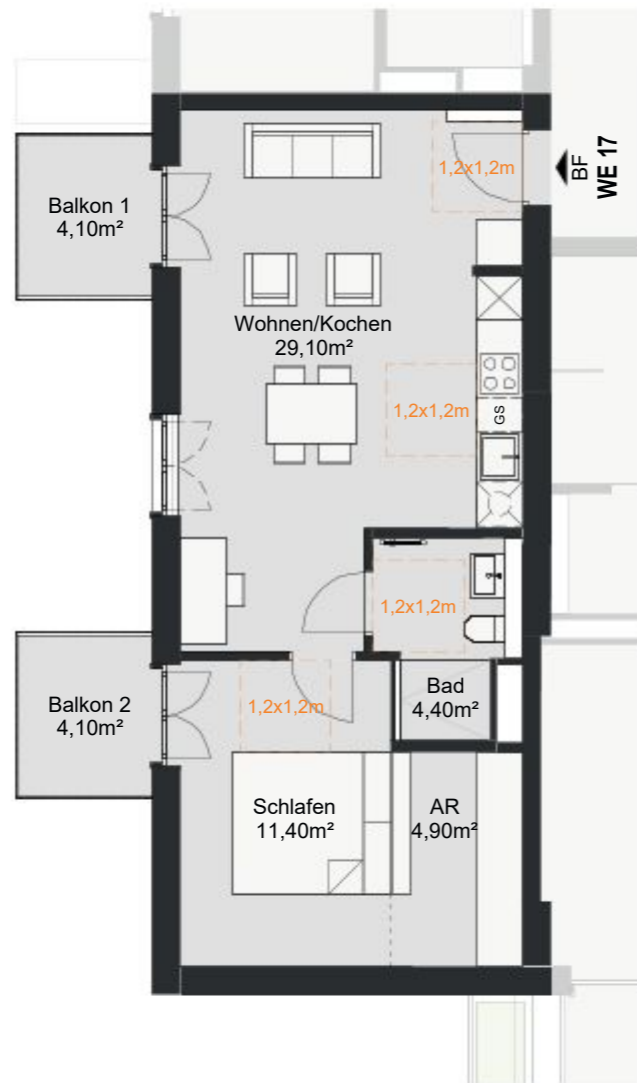 1,2x1,2m
BF
WE 17
Balkon 1
4,10m²
Wohnen/Kochen
29,10m²
1,2x1,2m
GS
1,2x1,2m
Balkon 2
4,10m²
1,2x1,2m
Bad
4,40m²
Schlafen
11,40m²
AR
4,90m²